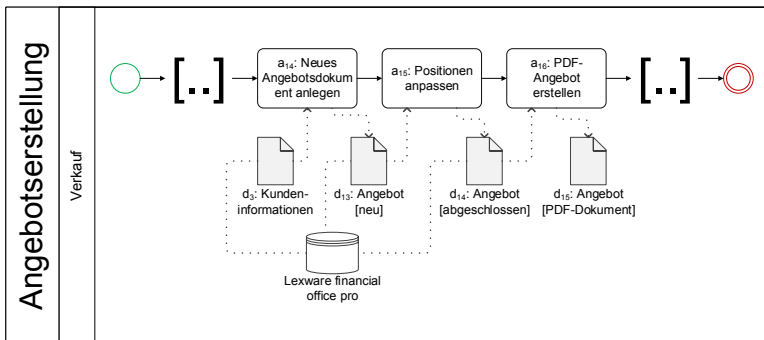 Angebotserstellung
Verkauf
[..]
a14: Neues
Angebotsdokum
ent anlegen
a15: Positionen
anpassen
a16: PDF-
Angebot
erstellen
[..]
d3: Kunden-
informationen
d13: Angebot
[neu]
d14: Angebot
[abgeschlossen]
d15: Angebot
[PDF-Dokument]
Lexware financial
office pro